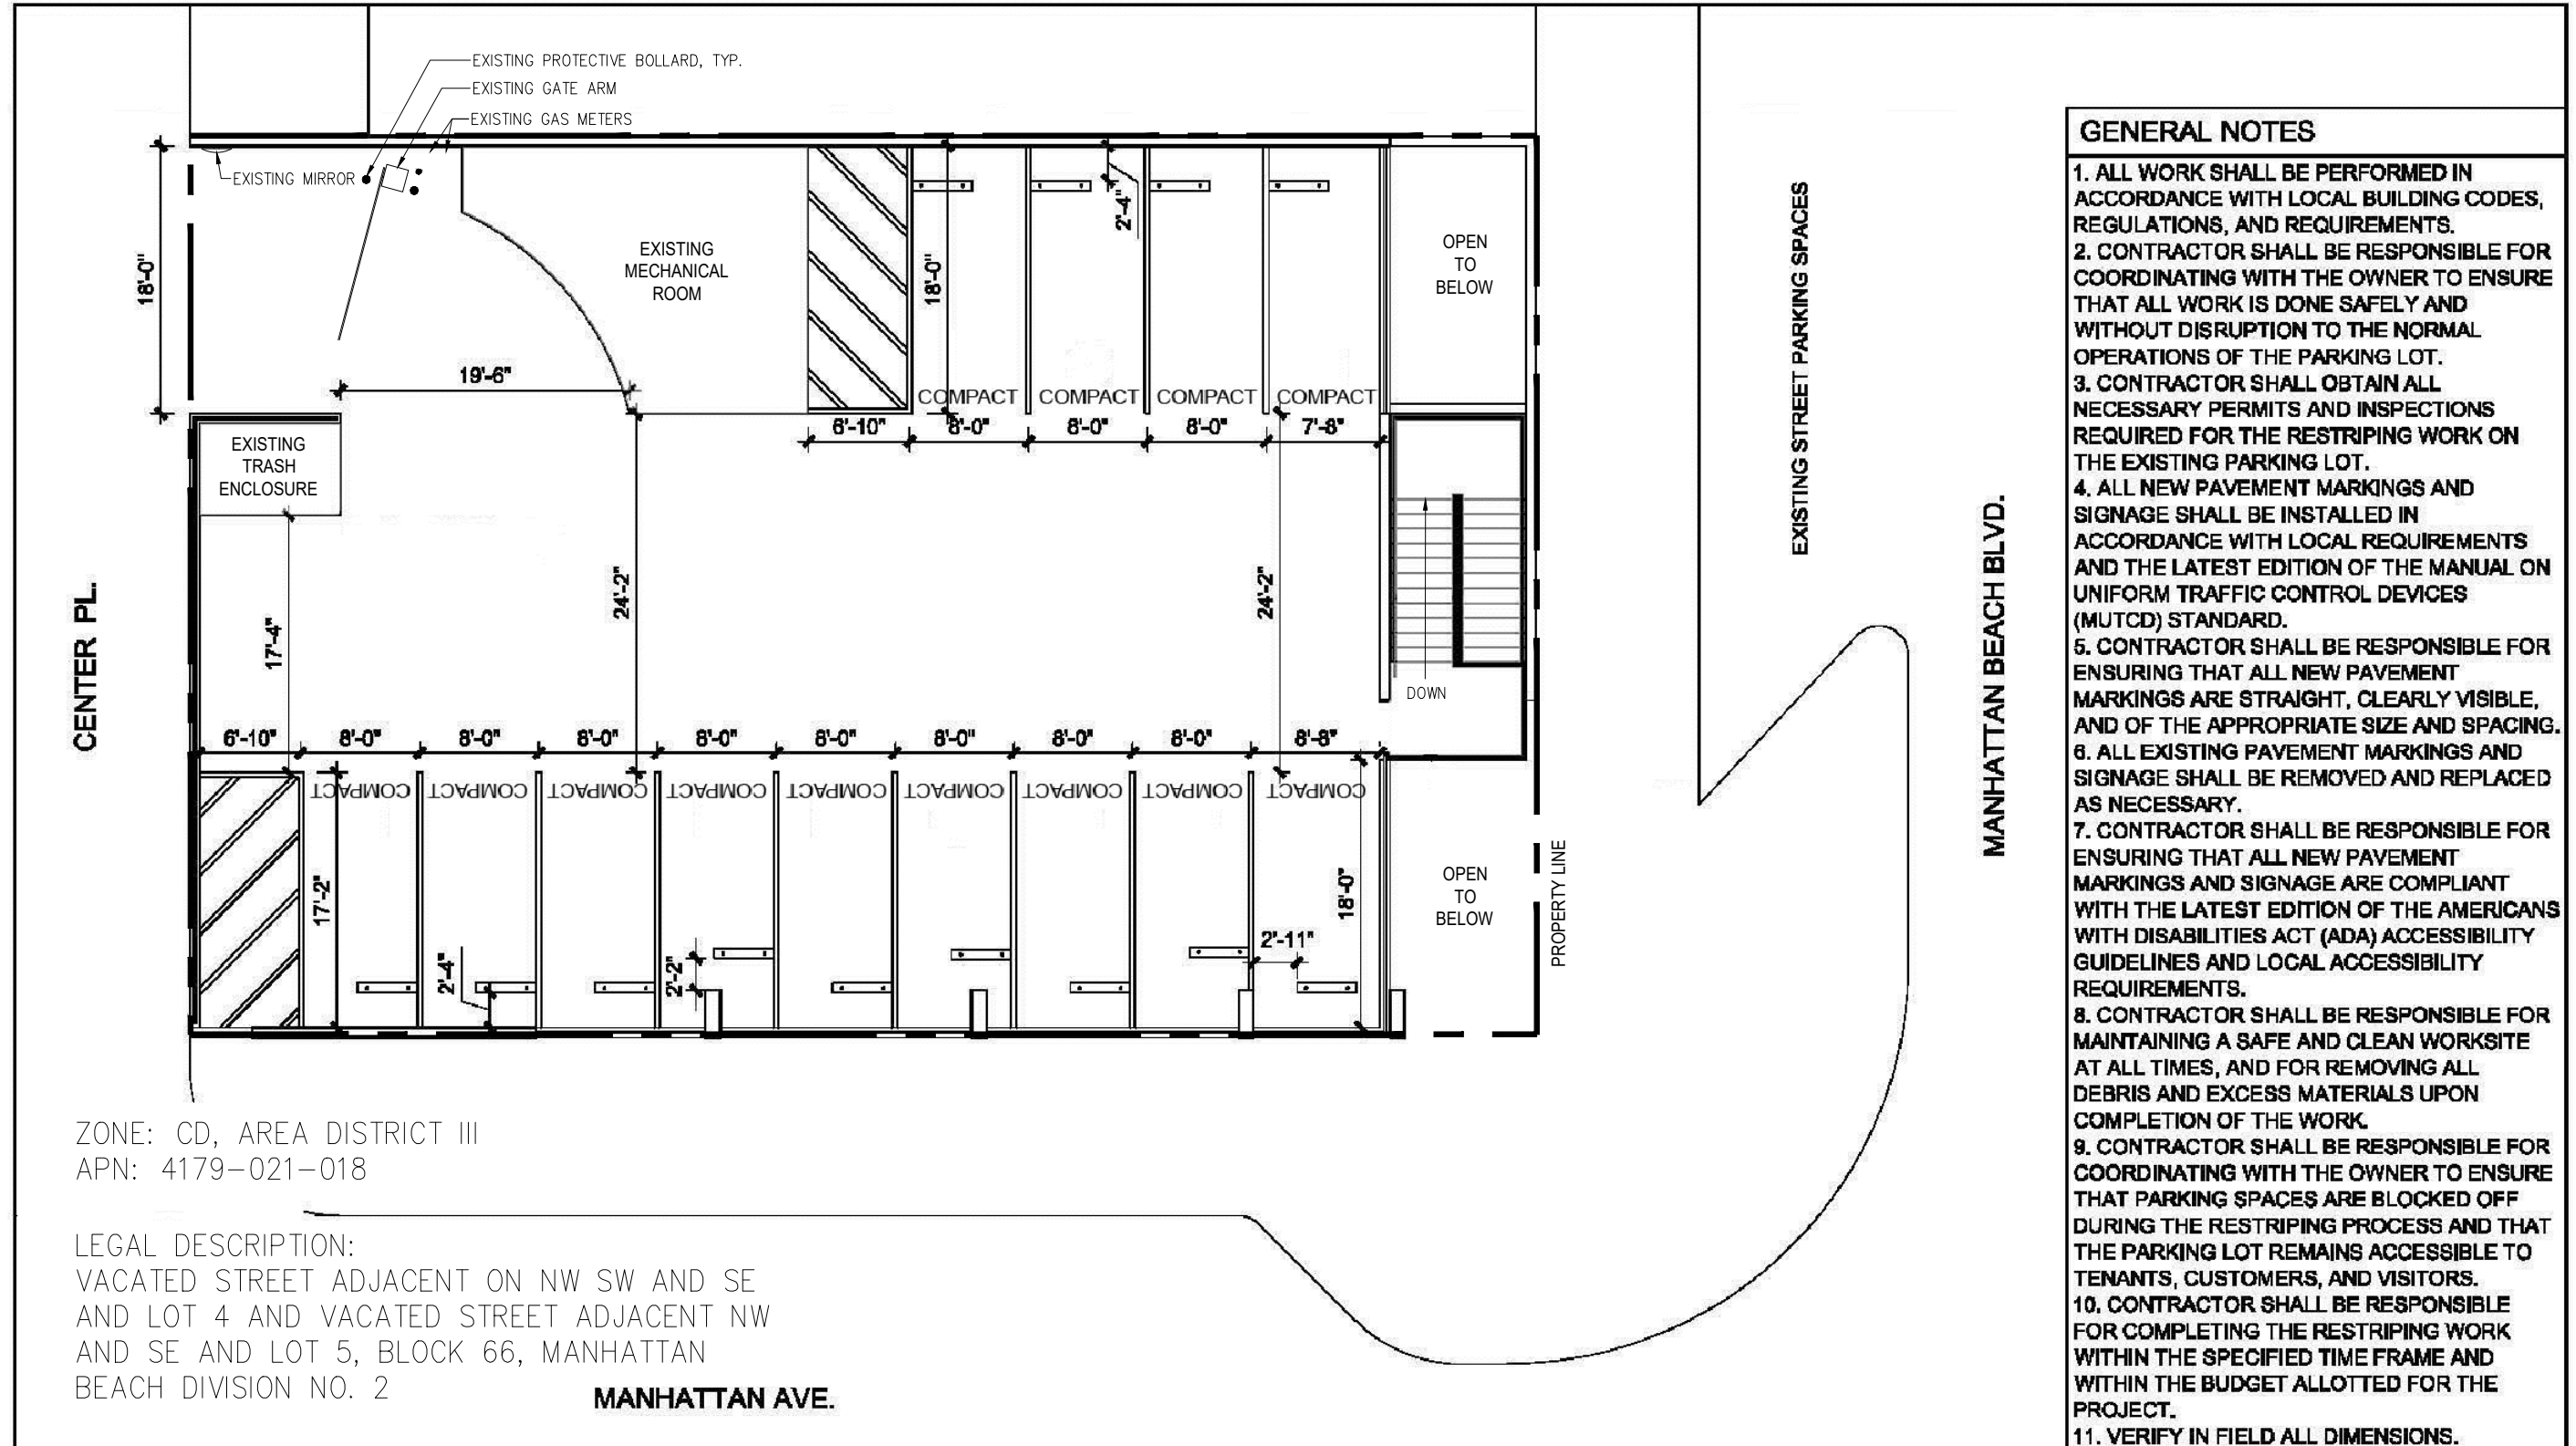 EXISTING PROTECTIVE BOLLARD, TYP.
EXISTING GATE ARM
EXISTING GAS METERS
EXISTING MIRROR
18'-0"
EXISTING
MECHANICAL
ROOM
18'-0"
2'-4"
OPEN
TO
BELOW
19'-6"
COMPACT
COMPACT
COMPACT
COMPACT
6'-10"
8'-0"
8'-0"
8'-0"
7'-8"
EXISTING
TRASH
ENCLOSURE
17'-4"
24'-2"
24'-2"
DOWN
CENTER PL.
6'-10"
8'-0"
8'-0"
8'-0"
8'-0"
8'-0"
8'-0"
8'-0"
8'-0"
8'-8"
COMPACT
COMPACT
COMPACT
COMPACT
COMPACT
COMPACT
COMPACT
COMPACT
COMPACT
17'-2"
2'-4"
2'-2"
2'-11"
18'-0"
OPEN
TO
BELOW
PROPERTY LINE
EXISTING STREET PARKING SPACES
MANHATTAN BEACH BLVD.
ZONE: CD, AREA DISTRICT III
APN: 4179-021-018
LEGAL DESCRIPTION:
VACATED STREET ADJACENT ON NW SW AND SE
AND LOT 4 AND VACATED STREET ADJACENT NW
AND SE AND LOT 5, BLOCK 66, MANHATTAN
BEACH DIVISION NO. 2
MANHATTAN AVE.
GENERAL NOTES
1. ALL WORK SHALL BE PERFORMED IN
ACCORDANCE WITH LOCAL BUILDING CODES,
REGULATIONS, AND REQUIREMENTS.
2. CONTRACTOR SHALL BE RESPONSIBLE FOR
COORDINATING WITH THE OWNER TO ENSURE
THAT ALL WORK IS DONE SAFELY AND
WITHOUT DISRUPTION TO THE NORMAL
OPERATIONS OF THE PARKING LOT.
3. CONTRACTOR SHALL OBTAIN ALL
NECESSARY PERMITS AND INSPECTIONS
REQUIRED FOR THE RESTRIPING WORK ON
THE EXISTING PARKING LOT.
4. ALL NEW PAVEMENT MARKINGS AND
SIGNAGE SHALL BE INSTALLED IN
ACCORDANCE WITH LOCAL REQUIREMENTS
AND THE LATEST EDITION OF THE MANUAL ON
UNIFORM TRAFFIC CONTROL DEVICES
(MUTCD) STANDARD.
5. CONTRACTOR SHALL BE RESPONSIBLE FOR
ENSURING THAT ALL NEW PAVEMENT
MARKINGS ARE STRAIGHT, CLEARLY VISIBLE,
AND OF THE APPROPRIATE SIZE AND SPACING.
6. ALL EXISTING PAVEMENT MARKINGS AND
SIGNAGE SHALL BE REMOVED AND REPLACED
AS NECESSARY.
7. CONTRACTOR SHALL BE RESPONSIBLE FOR
ENSURING THAT ALL NEW PAVEMENT
MARKINGS AND SIGNAGE ARE COMPLIANT
WITH THE LATEST EDITION OF THE AMERICANS
WITH DISABILITIES ACT (ADA) ACCESSIBILITY
GUIDELINES AND LOCAL ACCESSIBILITY
REQUIREMENTS.
8. CONTRACTOR SHALL BE RESPONSIBLE FOR
MAINTAINING A SAFE AND CLEAN WORKSITE
AT ALL TIMES, AND FOR REMOVING ALL
DEBRIS AND EXCESS MATERIALS UPON
COMPLETION OF THE WORK.
9. CONTRACTOR SHALL BE RESPONSIBLE FOR
COORDINATING WITH THE OWNER TO ENSURE
THAT PARKING SPACES ARE BLOCKED OFF
DURING THE RESTRIPING PROCESS AND THAT
THE PARKING LOT REMAINS ACCESSIBLE TO
TENANTS, CUSTOMERS, AND VISITORS.
10. CONTRACTOR SHALL BE RESPONSIBLE
FOR COMPLETING THE RESTRIPING WORK
WITHIN THE SPECIFIED TIME FRAME AND
WITHIN THE BUDGET ALLOTTED FOR THE
PROJECT.
11. VERIFY IN FIELD ALL DIMENSIONS.